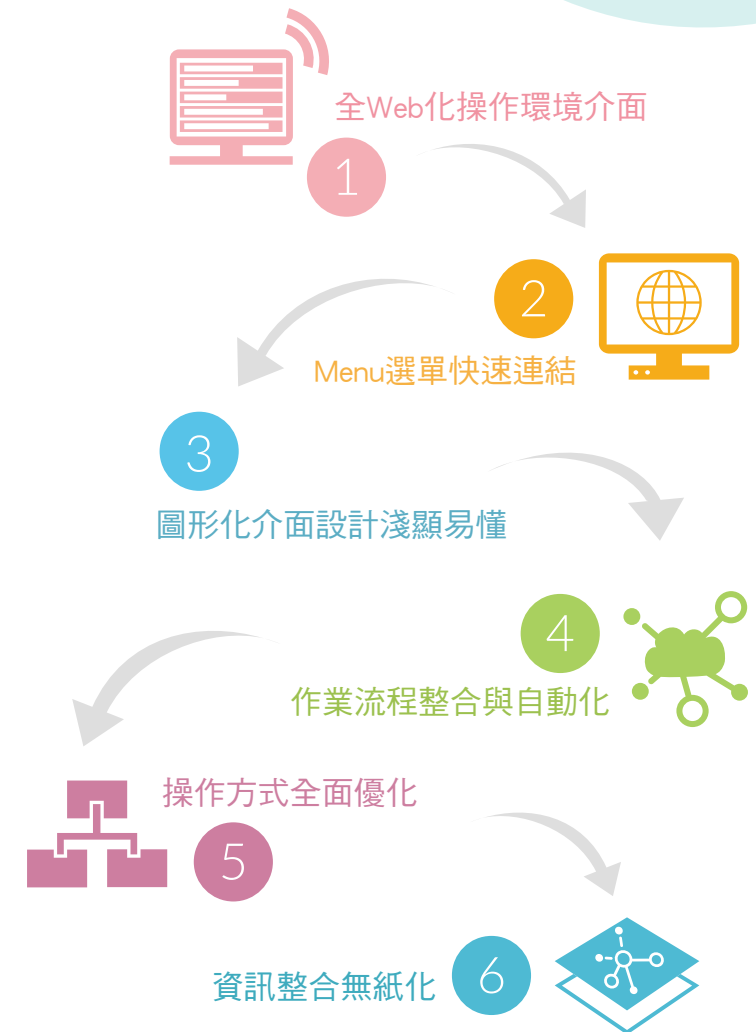 全Web化操作環境介面
1
2
Menu選單快速連結
3
圖形化介面設計淺顯易懂
4
作業流程整合與自動化
操作方式全面優化
5
資訊整合無紙化
6